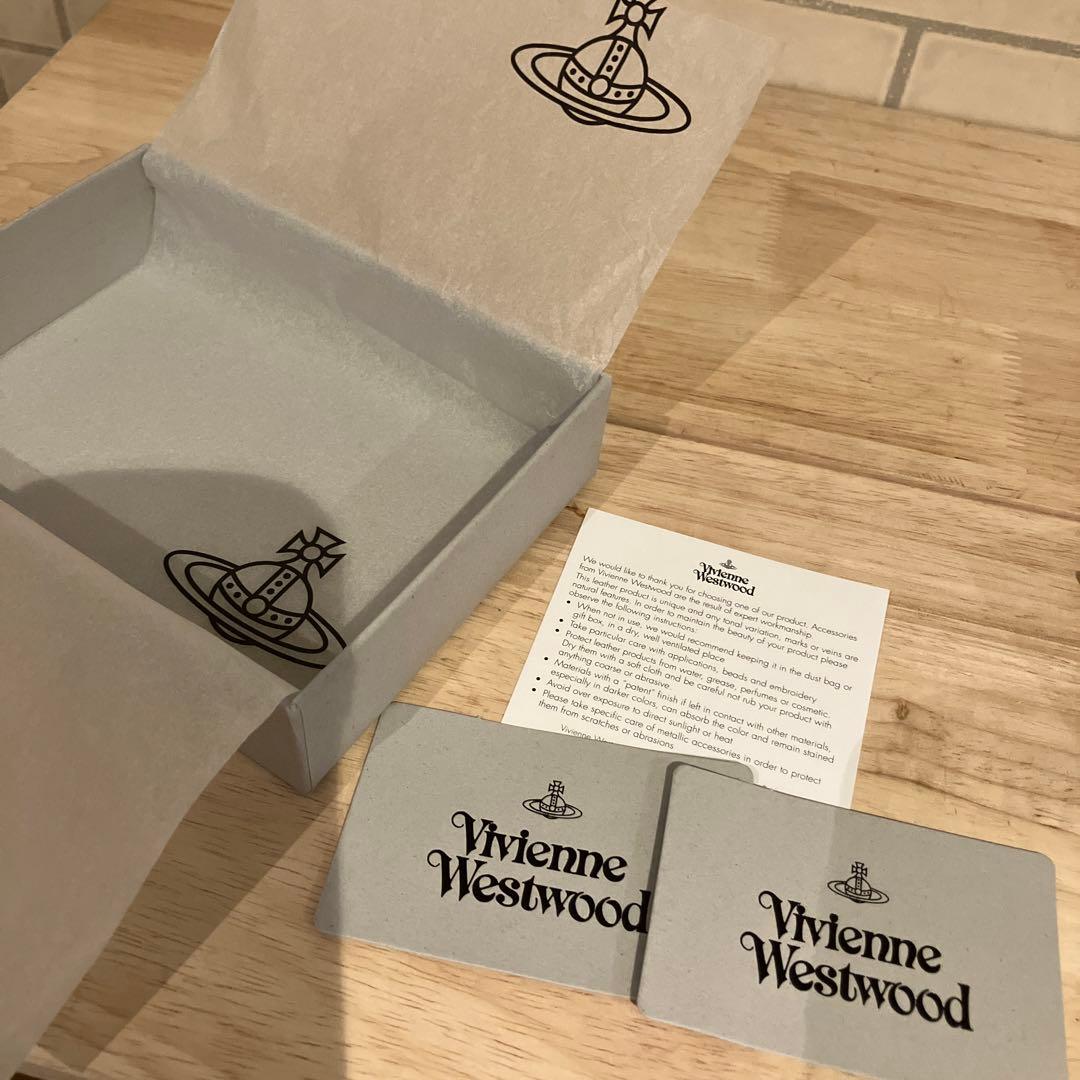 Vivienne
Westwood
We would like to thank you for choosing one of our product. Accessories
from Vivienne Westwood are the result of expert workmanship.
This leather product is unique and any tonal variation, marks or veins are
natural features. In order to maintain the beauty of your product please
observe the following instructions:
• When not in use, we would recommend keeping it in the dust bag or
gift box, in a dry, well ventilated place
• Take particular care with applications, beads and embroidery
• Protect leather products from water, grease, perfumes or cosmetic.
Dry them with a soft cloth and be careful not rub your product with
anything coarse or abrasive.
• Materials with a "patent" finish if left in contact with other materials,
especially in darker colors, can absorb the color and remain stained
• Avoid over exposure to direct sunlight or heat
• Please take specific care of metallic accessories in order to protect
them from scratches or abrasions
Vivienne
Vivienne
Westwood
Vivienne
Westwood